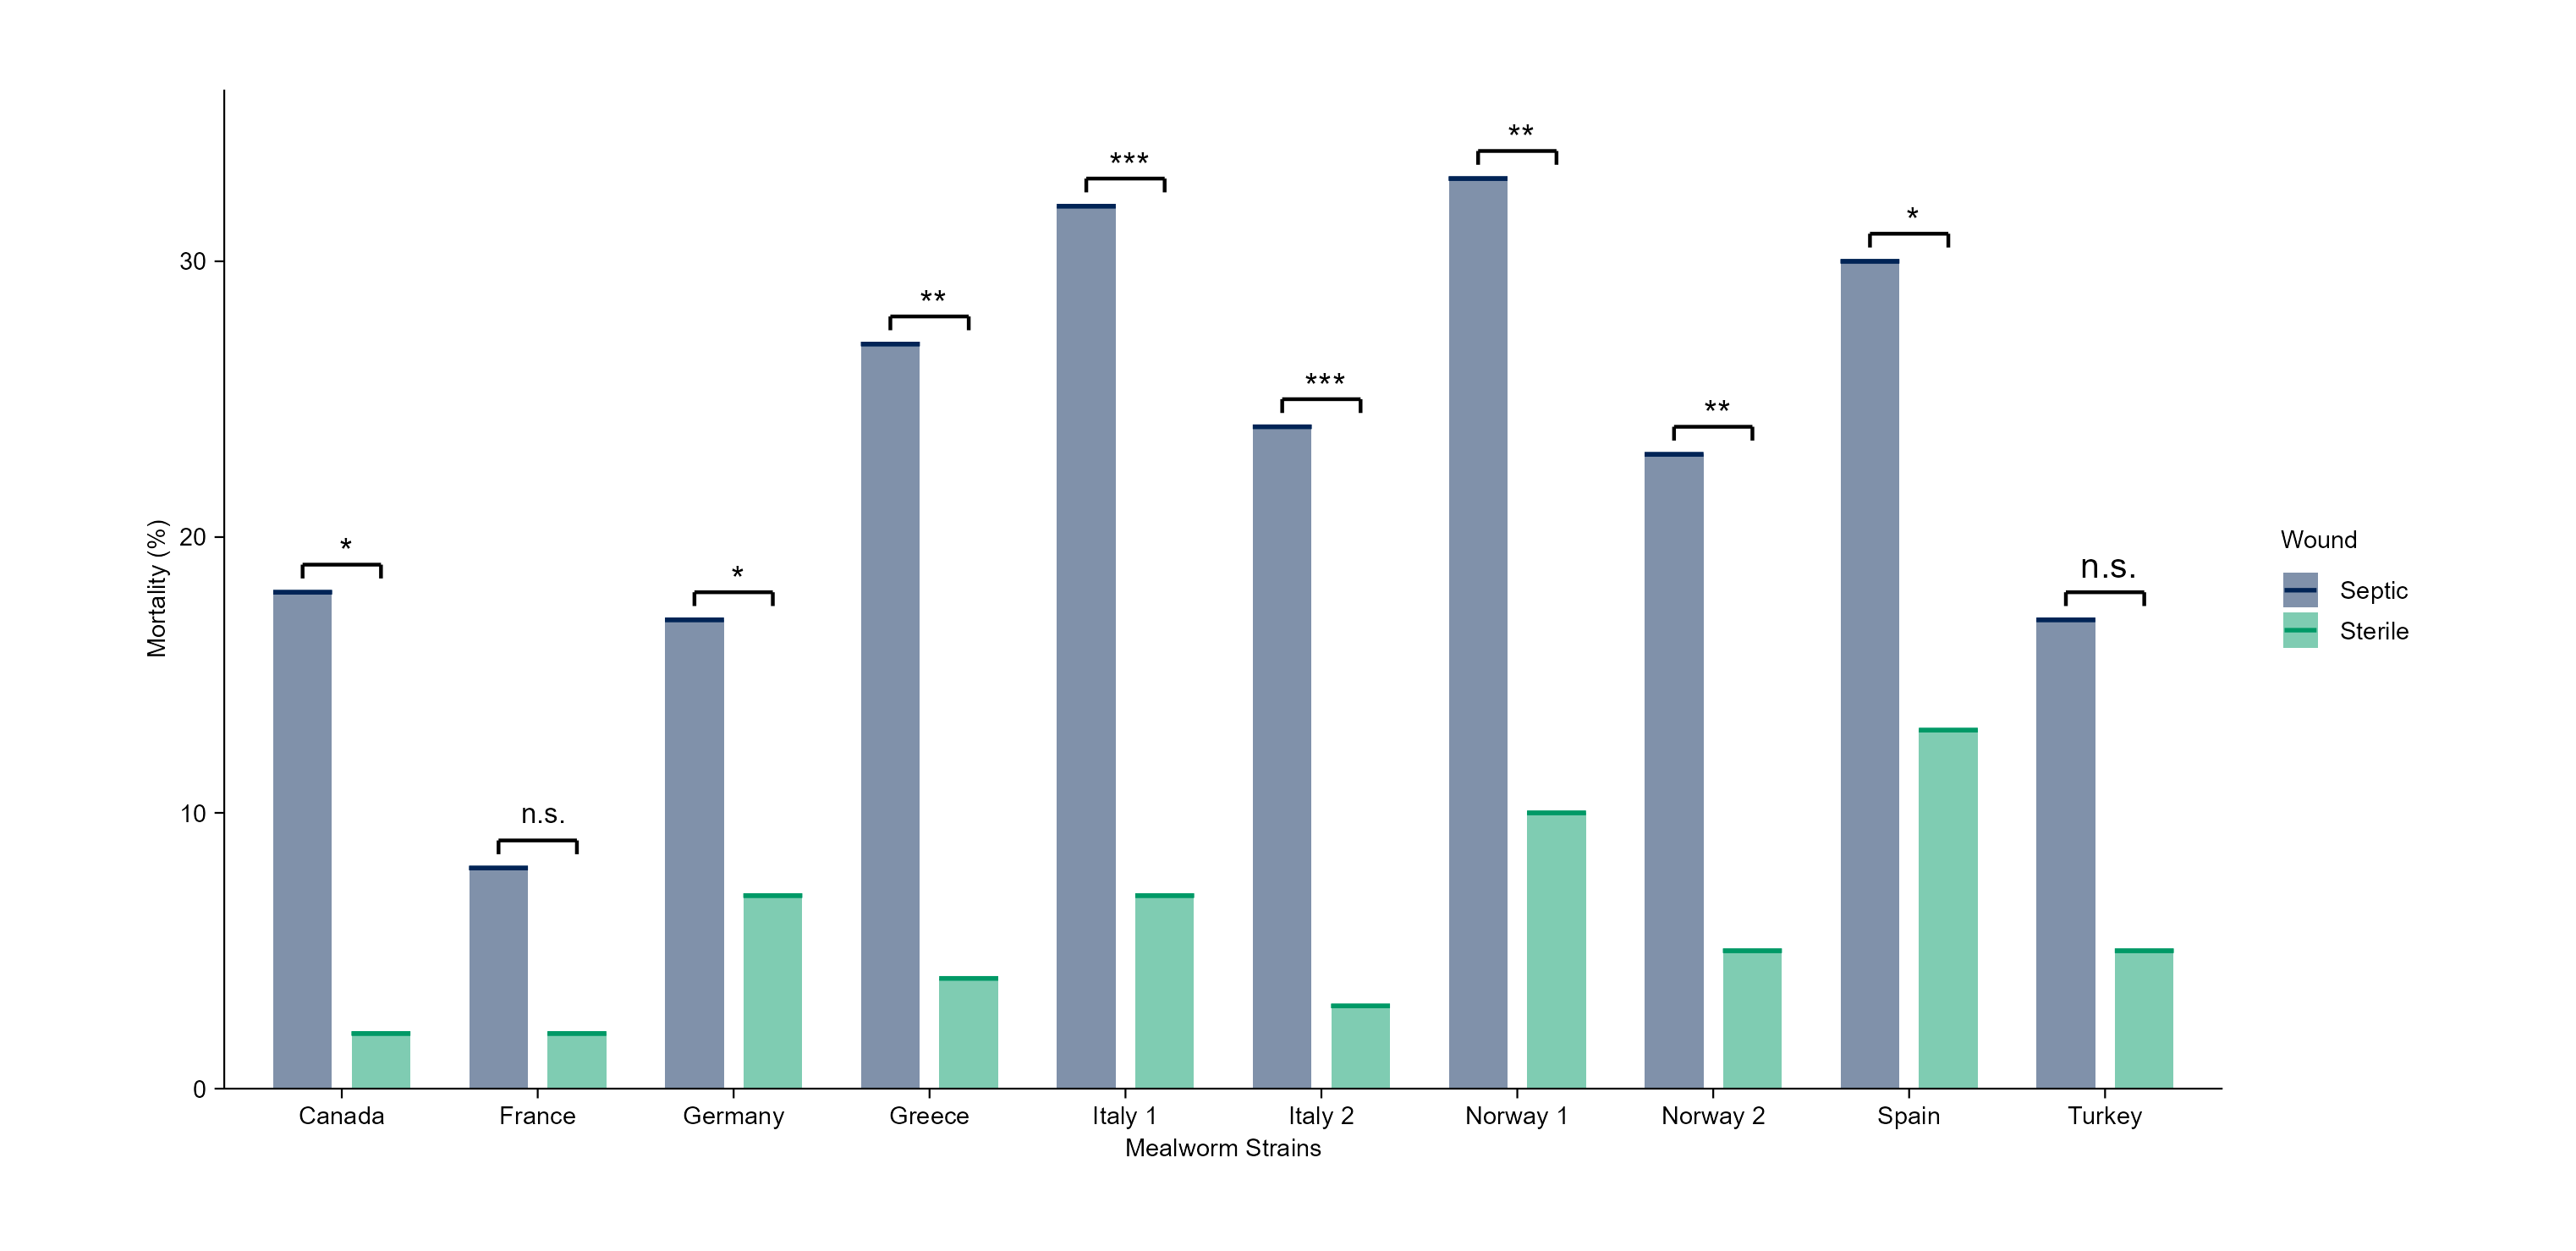 **
***
*
**
30
**
***
**
*
20
*
n.s.
n.s.
10
0
Mortality (%)
Canada
France
Germany
Greece
Italy 1
Italy 2
Norway 1
Norway 2
Spain
Turkey
Mealworm Strains
Wound
Septic
Sterile